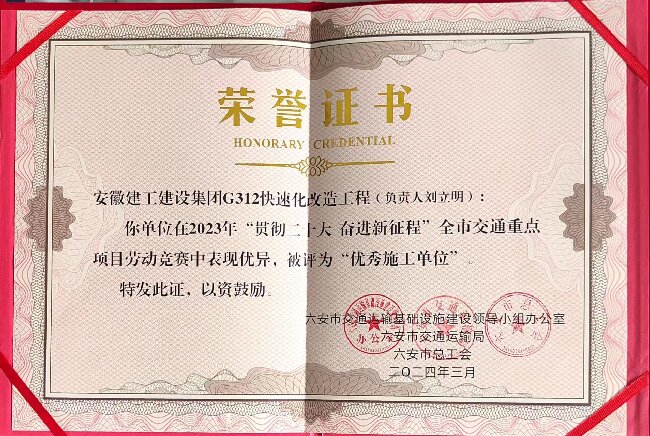 荣誉证书
HONORARY CREDENTIAL
安徽建工建设集团G312快速化改造工程（负责人刘立明）：
你单位在2023年“贯彻二十大 奋进新征程”全市交通重点
项目劳动竞赛中表现优异，被评为“优秀施工单位”。
特发此证，以资鼓励。
六安市交通运输基础设施建设领导小组办公室
六安市交通运输局
六安市总工会
二〇二四年三月